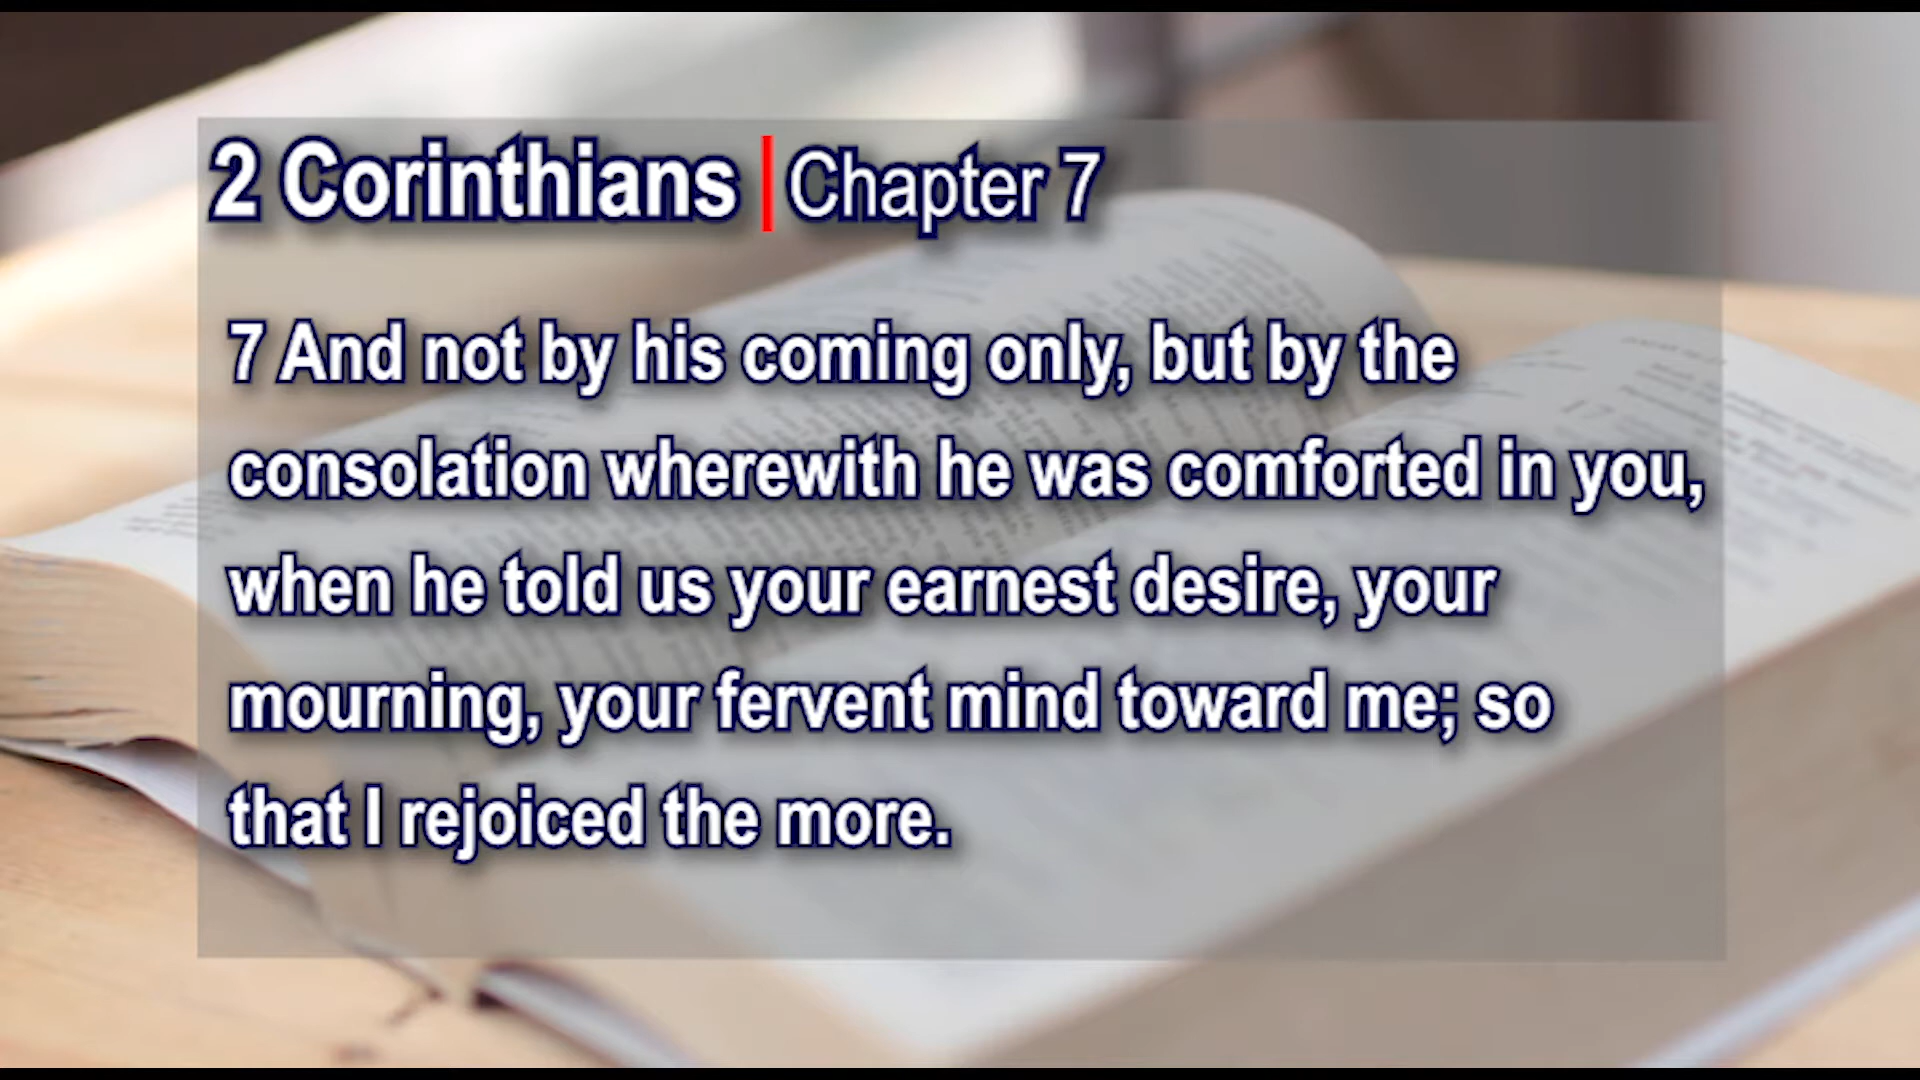 2 Corinthians | Chapter 7
7 And not by his coming only, but by the
consolation wherewith he was comforted in you,
when he told us your earnest desire, your
mourning, your fervent mind toward me; so
that I rejoiced the more.